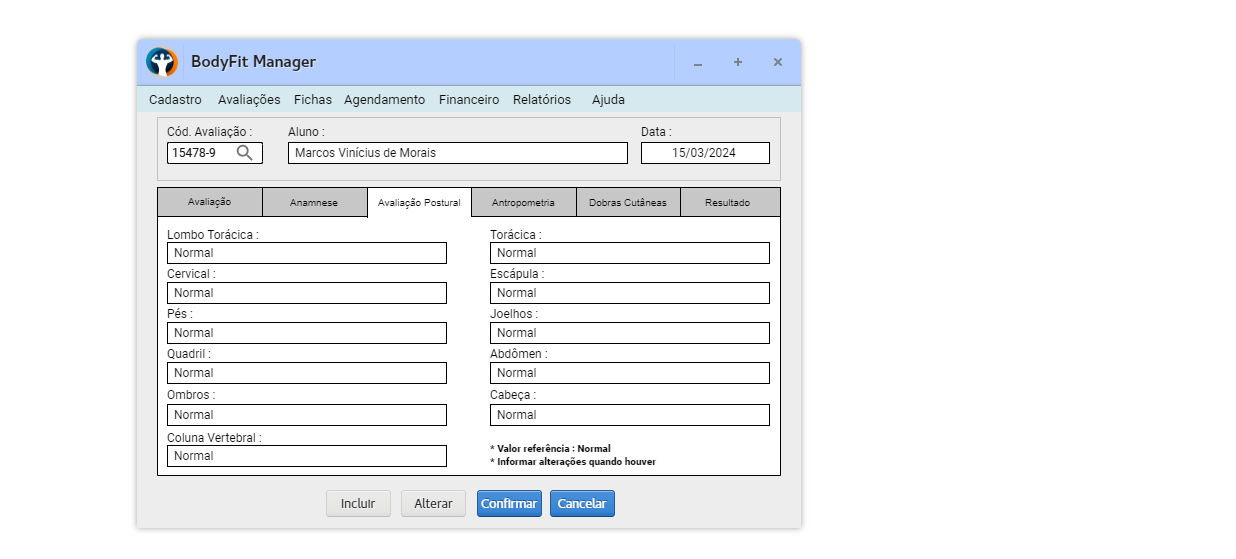 BodyFit Manager
Cadastro Avaliações Fichas Agendamento Financeiro Relatórios Ajuda
Cód. Avaliação : Aluno : Data :
15478-9 Marcos Vinícius de Morais 15/03/2024
Avaliação Anamnese Avaliação Postural Antropometria Dobras Cutâneas Resultado
Lombo Torácica : Torácica :
Normal Normal
Cervical : Escápula :
Normal Normal
Pés : Joelhos :
Normal Normal
Quadril : Abdômen :
Normal Normal
Ombros : Cabeça :
Normal Normal
Coluna Vertebral :
Normal
* Valor referência : Normal
* Informar alterações quando houver
Incluir Alterar Confirmar Cancelar